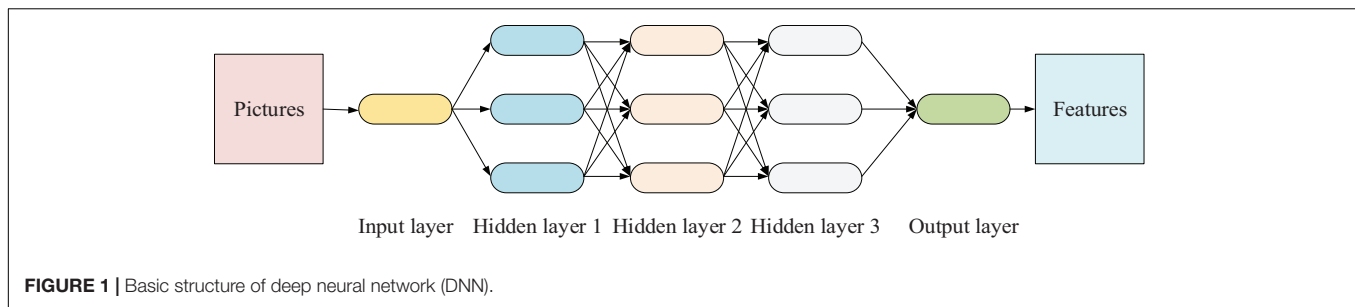 Pictures
Features
Input layer
Hidden layer 1
Hidden layer 2
Hidden layer 3
Output layer
FIGURE 1 | Basic structure of deep neural network (DNN).